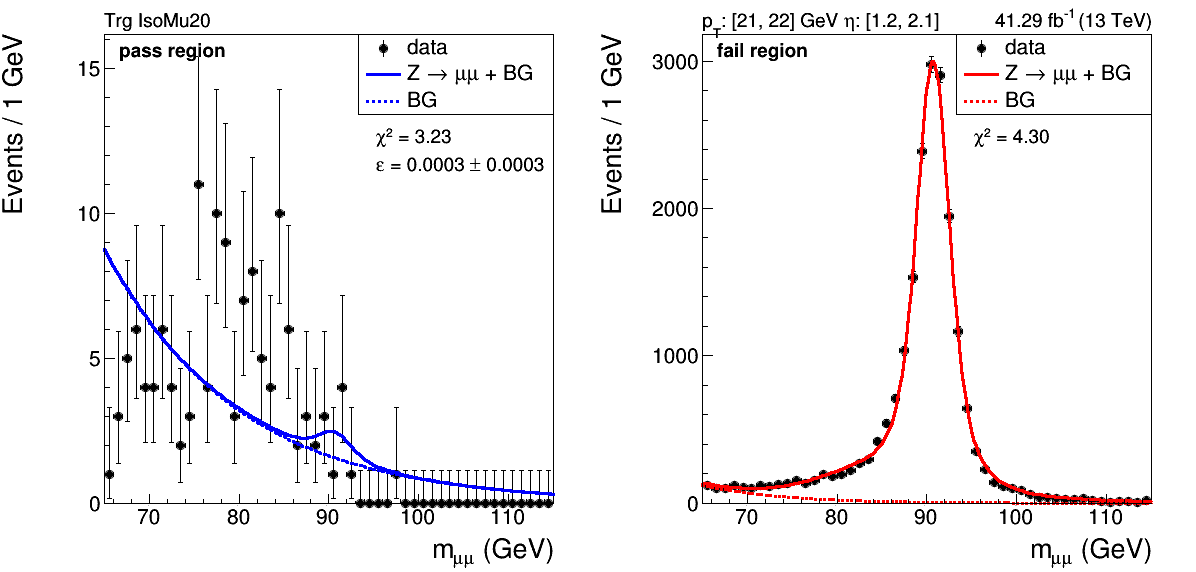 Trg IsoMu20
pass region
data
Z → μμ + BG
BG
χ² = 3.23
ε = 0.0003 ± 0.0003
Events / 1 GeV
15
10
5
0
70
80
90
100
110
mμμ (GeV)
pT: [21, 22] GeV η: [1.2, 2.1]
41.29 fb⁻¹ (13 TeV)
fail region
data
Z → μμ + BG
BG
χ² = 4.30
Events / 1 GeV
3000
2000
1000
0
70
80
90
100
110
mμμ (GeV)